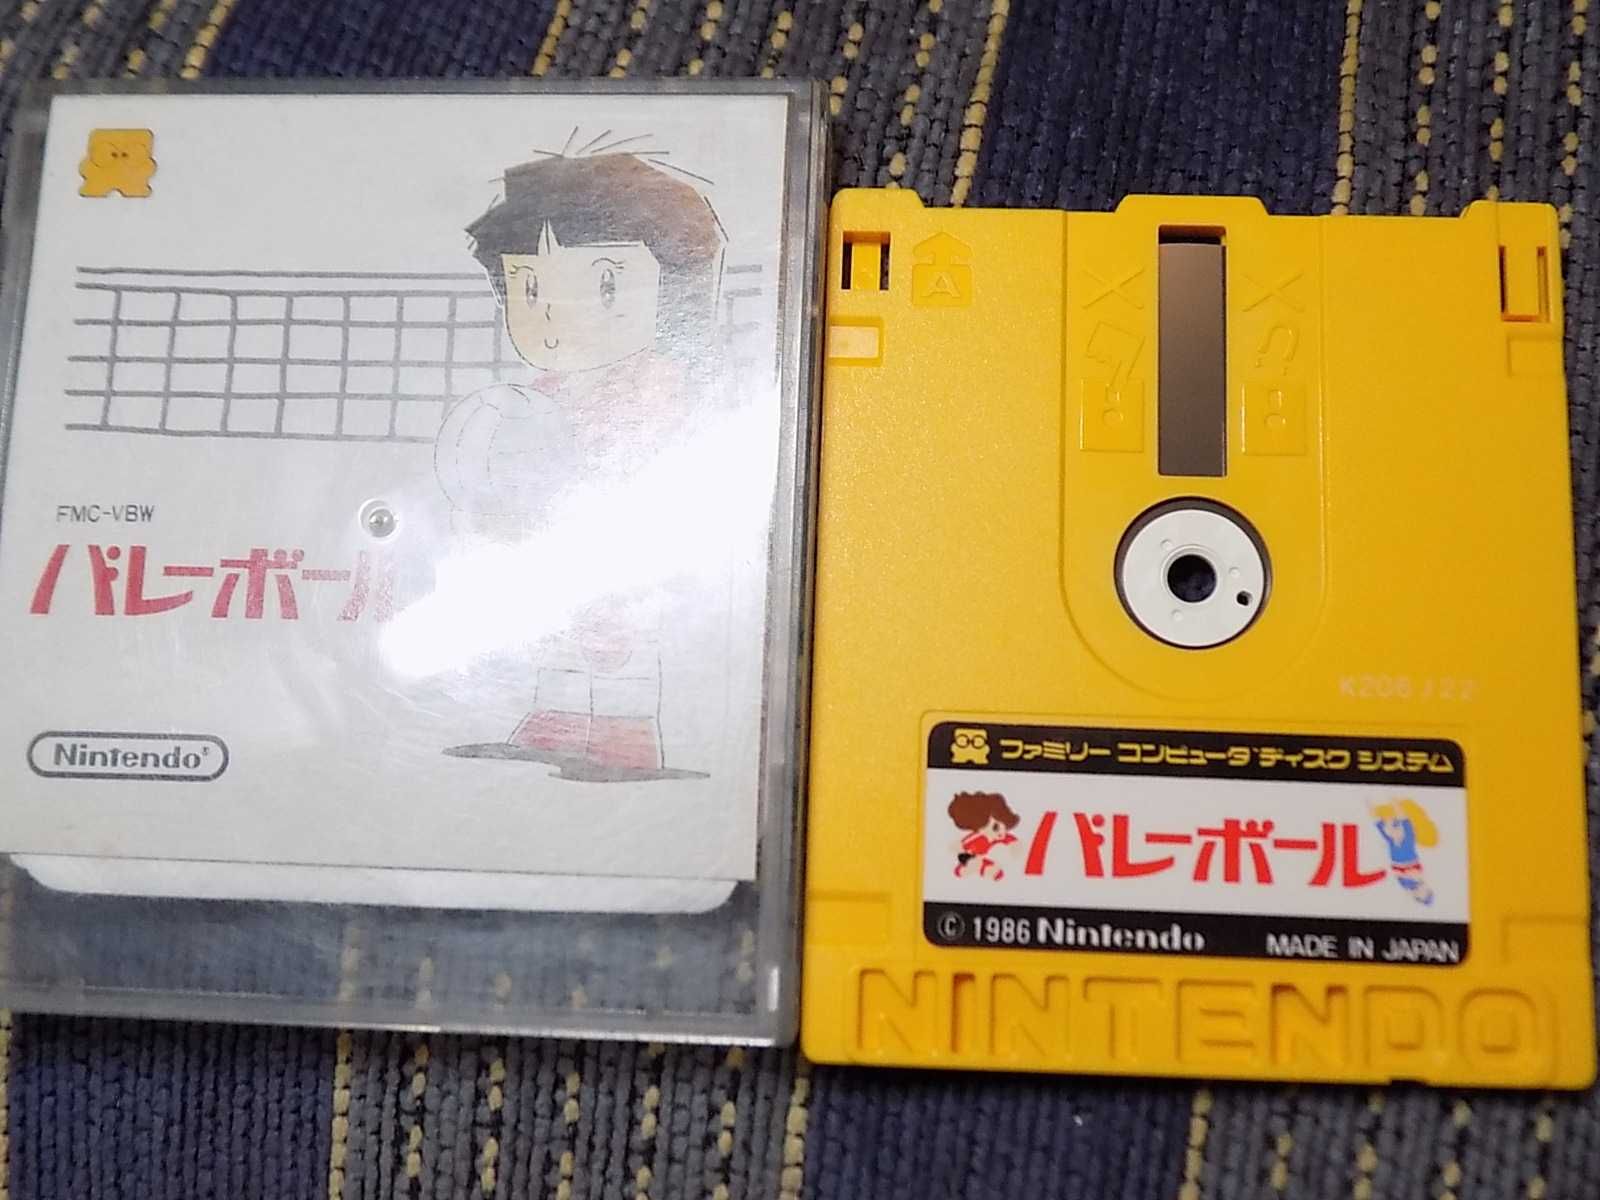 FMC-VBW
バレーボール
Nintendo®
A
K206J22
ファミリー コンピュータ ディスク システム
バレーボール
© 1986 Nintendo
MADE IN JAPAN
NINTENDO